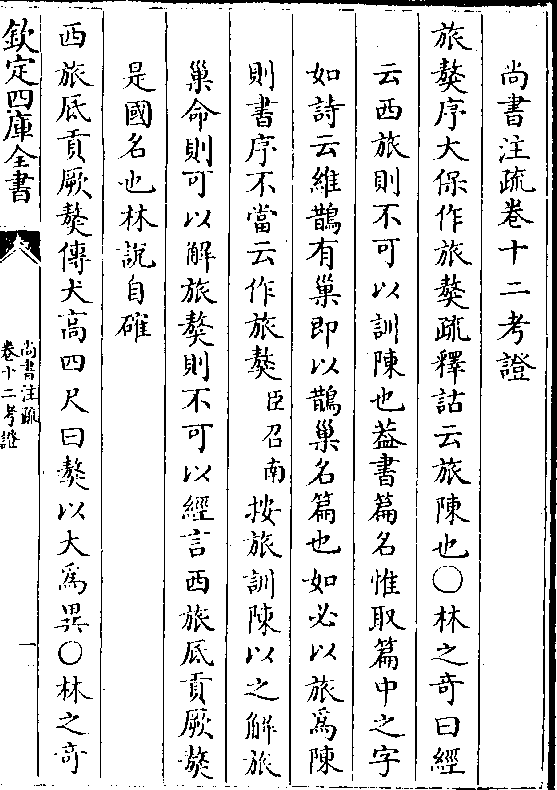 尚書注疏卷十二考證
旅獒序大保作旅獒疏釋詁云旅陳也〇林之奇曰經
云西旅則不可以訓陳也葢書篇名惟取篇中之字
如詩云維鵲有巢即以鵲巢名篇也如必以旅為陳
則書序不當云作旅獒臣召南按旅訓陳以之解旅
巢命則可以解旅獒則不可以經言西旅厎貢厥獒
是國名也林說自確
西旅厎貢厥獒傳犬高四尺曰獒以大為異〇林之奇
欽定四庫全書
尚書注疏
卷十二考證
一